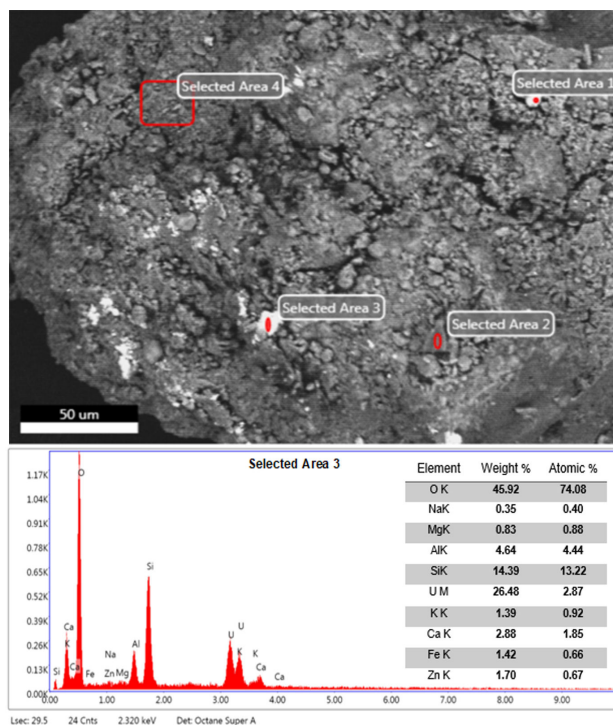 Selected Area 4
Selected Area 1
Selected Area 3
Selected Area 2
50 um
Selected Area 3
Element Weight % Atomic %
O K 45.92 74.08
NaK 0.35 0.40
MgK 0.83 0.88
AlK 4.64 4.44
SiK 14.39 13.22
U M 26.48 2.87
K K 1.39 0.92
Ca K 2.88 1.85
Fe K 1.42 0.66
Zn K 1.70 0.67
1.17K
1.04K
0.91K
0.78K
0.65K
0.52K
0.39K
0.26K
0.13K
0.00K
O
Si
Ca
K
Ca
Si
Fe
Na
Zn
Mg
Al
U
U
K
K
Ca
Ca
0.00 1.00 2.00 3.00 4.00 5.00 6.00 7.00 8.00 9.00
Lsec: 29.5 24 Cnts 2.320 keV Det: Octane Super A